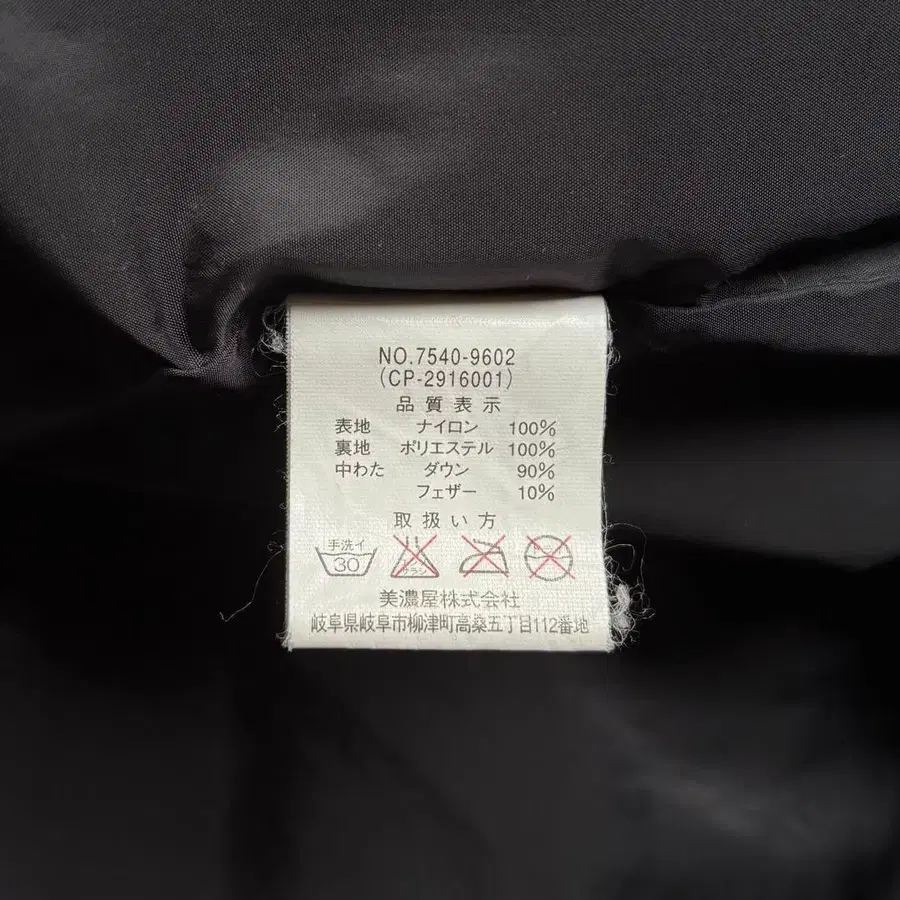 NO.7540-9602
(CP-2916001)
品質表示
表地 ナイロン 100%
裏地 ポリエステル 100%
中わた ダウン 90%
フェザー 10%
取扱い方
手洗イ
30
美濃屋株式会社
岐阜県岐阜市柳津町高桑五丁目112番地